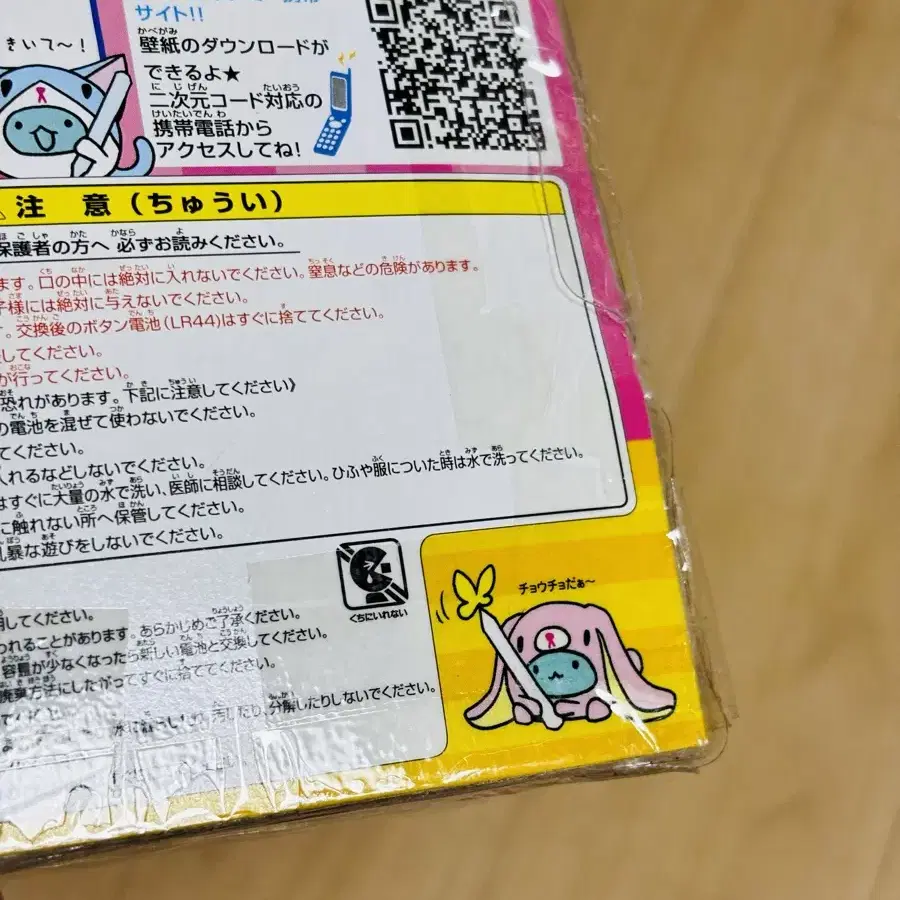 サイト!!
きいて～!
壁紙のダウンロードが
できるよ★
二次元コード対応の
携帯電話から
アクセスしてね!
注 意 (ちゅうい)
保護者の方へ 必ずお読みください。
ます。口の中には絶対に入れないでください。窒息などの危険があります。
子様には絶対に与えないでください。
。交換後のボタン電池(LR44)はすぐに捨ててください。
してください。
が行ってください。
恐れがあります。下記に注意してください》
の電池を混ぜて使わないでください。
てください。
入れるなどしないでください。
はすぐに大量の水で洗い、医師に相談してください。ひふや服についた時は水で洗ってください。
に触れない所へ保管してください。
乱暴な遊びをしないでください。
くちにいれない
チョウチョだぁ～
用してください。
われることがあります。あらかじめご了承ください。
容量が少なくなったら新しい電池と交換してください。
廃棄方法にしたがってすぐに捨ててください。
汚したり、分解したりしないでください。